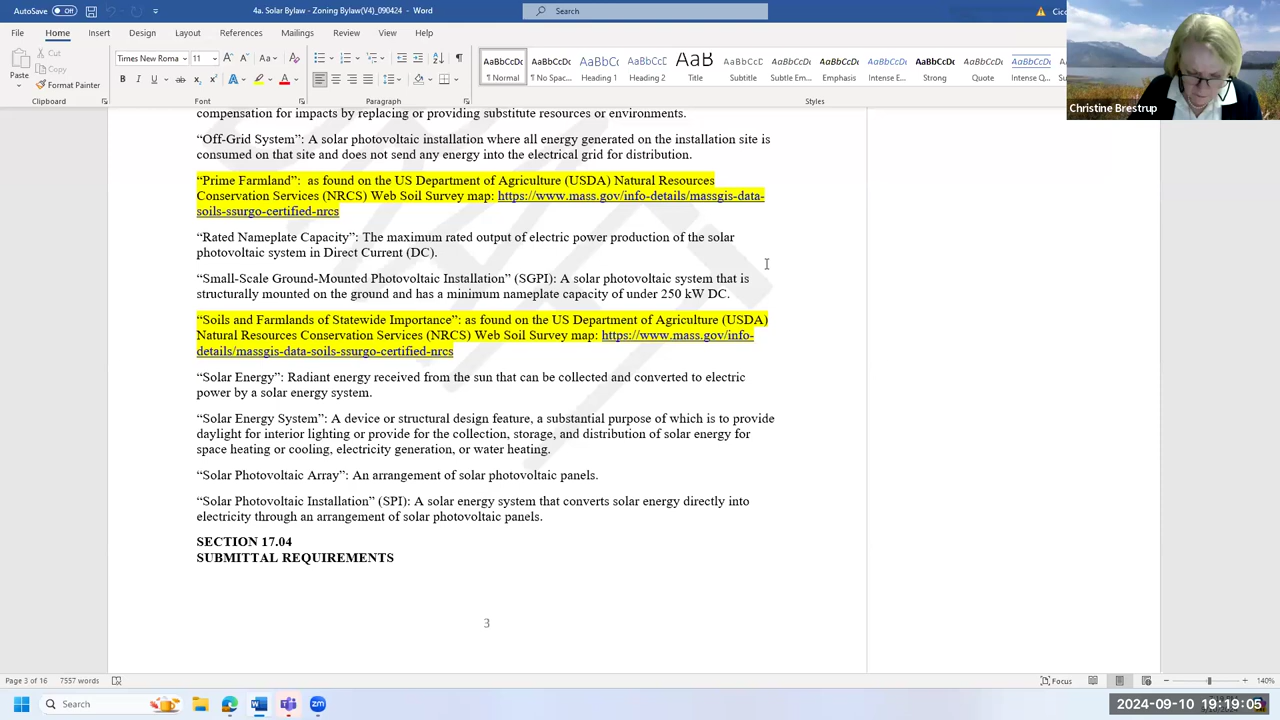 AutoSave Off 4a. Solar Bylaw - Zoning Bylaw(V4)_090424 - Word Search
File Home Insert Design Layout References Mailings Review View Help
Paste Cut Copy Format Painter
Times New Roma 11
AaBbCcDc AaBbCcDc AaBbCc AaBbCcC AaB AaBbCcD AaBbCcDi AaBbCcDi AaBbCcDi AaBbCcDc AaBbCcDi AaBbCcDi
¶ Normal ¶ No Spac... Heading 1 Heading 2 Title Subtitle Subtle Em... Emphasis Intense E... Strong Quote Intense Q...
Clipboard Font Paragraph Styles
Christine Brestrup
compensation for impacts by replacing or providing substitute resources or environments.
“Off-Grid System”: A solar photovoltaic installation where all energy generated on the installation site is
consumed on that site and does not send any energy into the electrical grid for distribution.
“Prime Farmland”: as found on the US Department of Agriculture (USDA) Natural Resources
Conservation Services (NRCS) Web Soil Survey map: https://www.mass.gov/info-details/massgis-data-
soils-ssurgo-certified-nrcs
“Rated Nameplate Capacity”: The maximum rated output of electric power production of the solar
photovoltaic system in Direct Current (DC).
“Small-Scale Ground-Mounted Photovoltaic Installation” (SGPI): A solar photovoltaic system that is
structurally mounted on the ground and has a minimum nameplate capacity of under 250 kW DC.
“Soils and Farmlands of Statewide Importance”: as found on the US Department of Agriculture (USDA)
Natural Resources Conservation Services (NRCS) Web Soil Survey map: https://www.mass.gov/info-
details/massgis-data-soils-ssurgo-certified-nrcs
“Solar Energy”: Radiant energy received from the sun that can be collected and converted to electric
power by a solar energy system.
“Solar Energy System”: A device or structural design feature, a substantial purpose of which is to provide
daylight for interior lighting or provide for the collection, storage, and distribution of solar energy for
space heating or cooling, electricity generation, or water heating.
“Solar Photovoltaic Array”: An arrangement of solar photovoltaic panels.
“Solar Photovoltaic Installation” (SPI): A solar energy system that converts solar energy directly into
electricity through an arrangement of solar photovoltaic panels.
SECTION 17.04
SUBMITTAL REQUIREMENTS
3
Page 3 of 16 7557 words Focus 140%
Search
2024-09-10 19:19:05